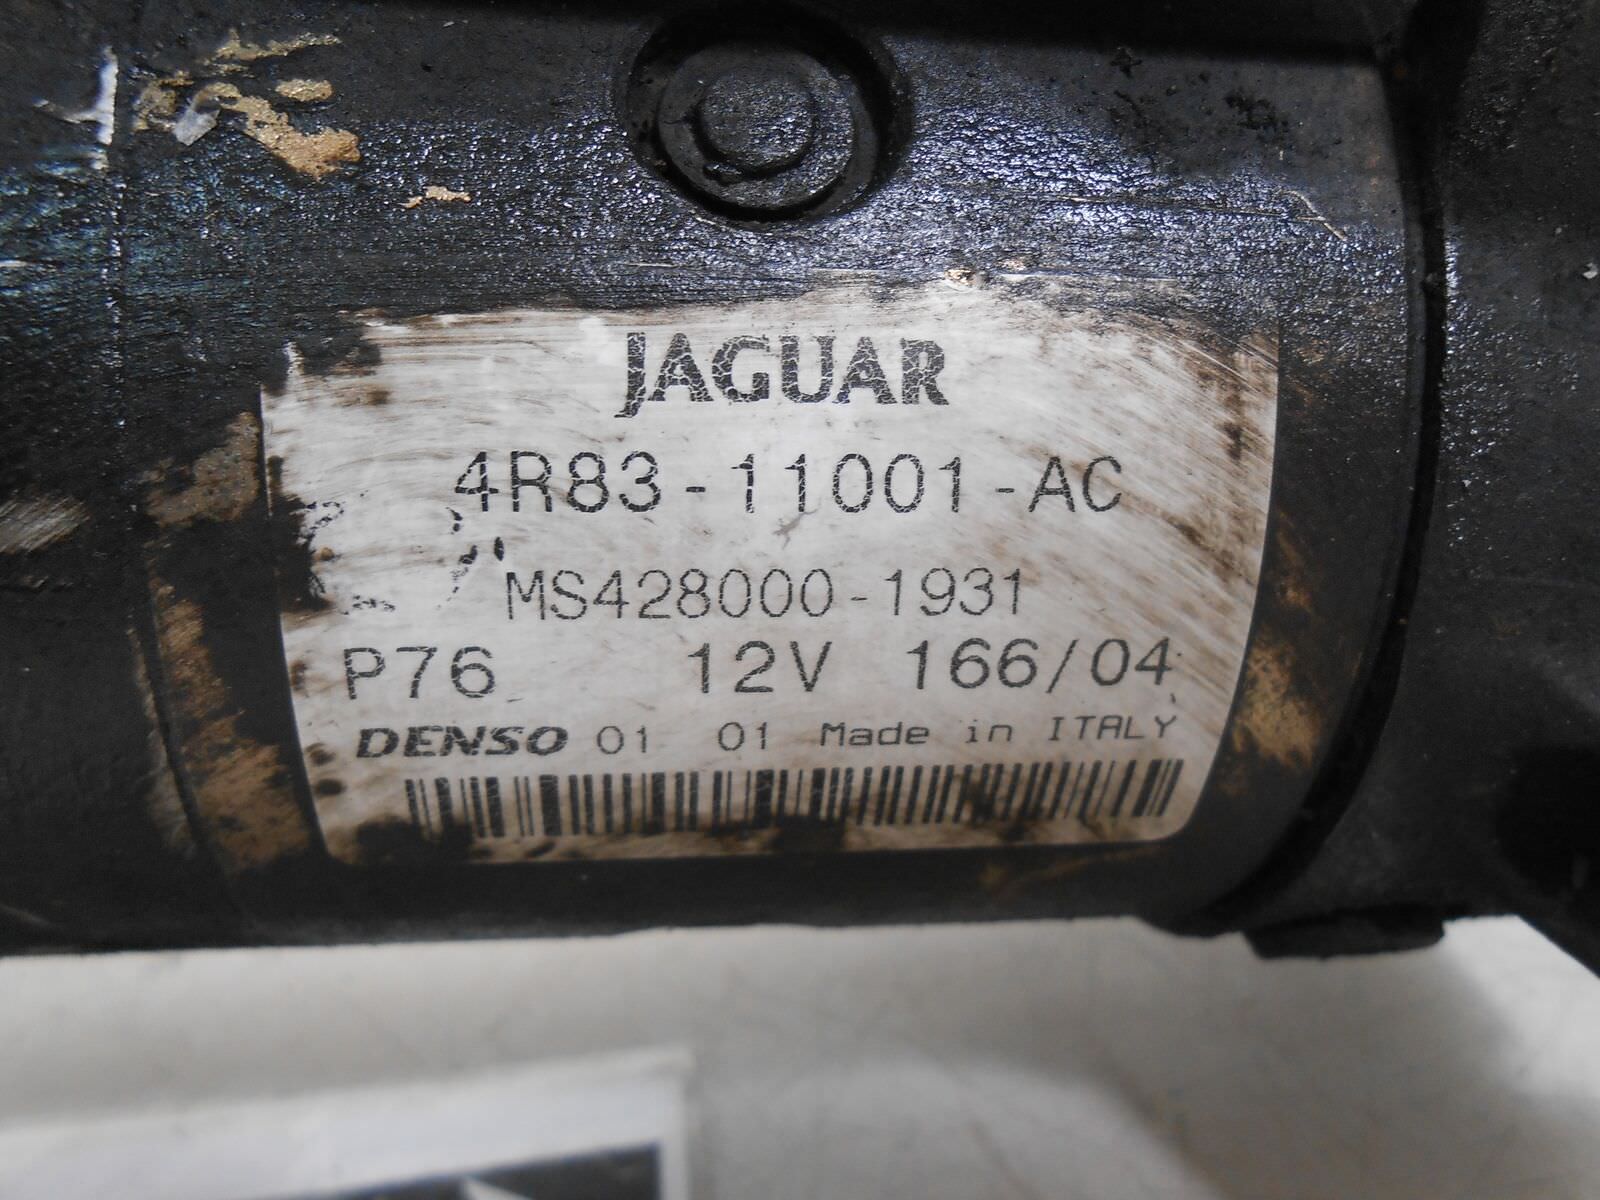 JAGUAR
4R83-11001-AC
MS428000-1931
P76 12V 166/04
DENSO 01 01 Made in ITALY